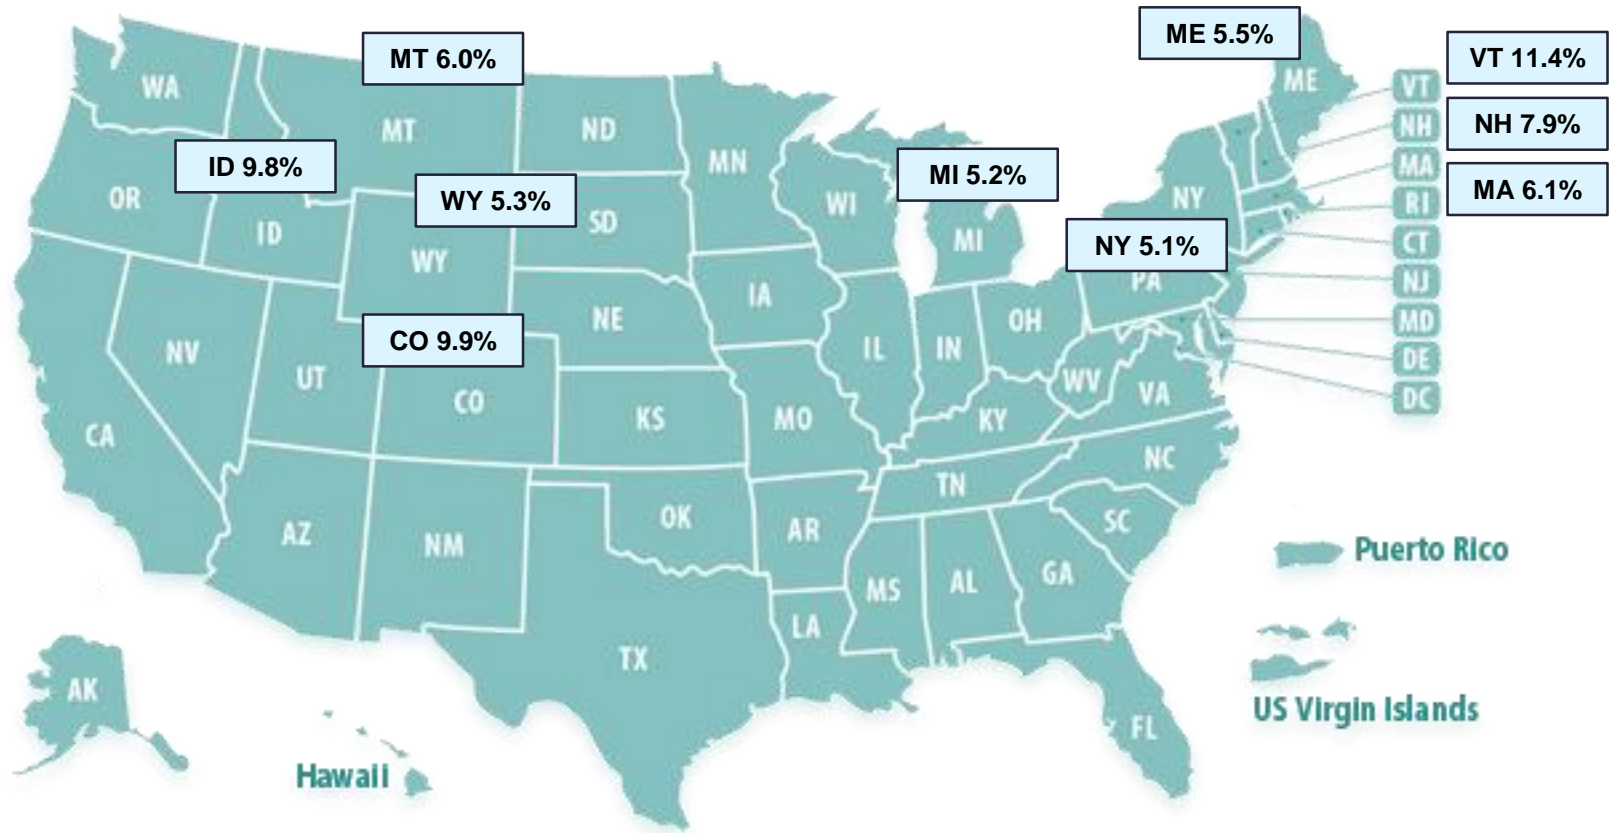 ME 5.5%
MT 6.0%
VT 11.4%
WA
ME
VT
MT
ND
NH
NH 7.9%
MN
ID 9.8%
MA
MI 5.2%
MA 6.1%
OR
WY 5.3%
SD
WI
NY
RI
ID
MI
CT
NY 5.1%
WY
PA
NJ
IA
NE
OH
MD
CO 9.9%
NV
IL
IN
DE
UT
WV
VA
DC
CO
KS
MO
KY
CA
NC
TN
OK
SC
AZ
NM
AR
Puerto Rico
GA
MS
AL
LA
TX
AK
US Virgin Islands
FL
Hawaii